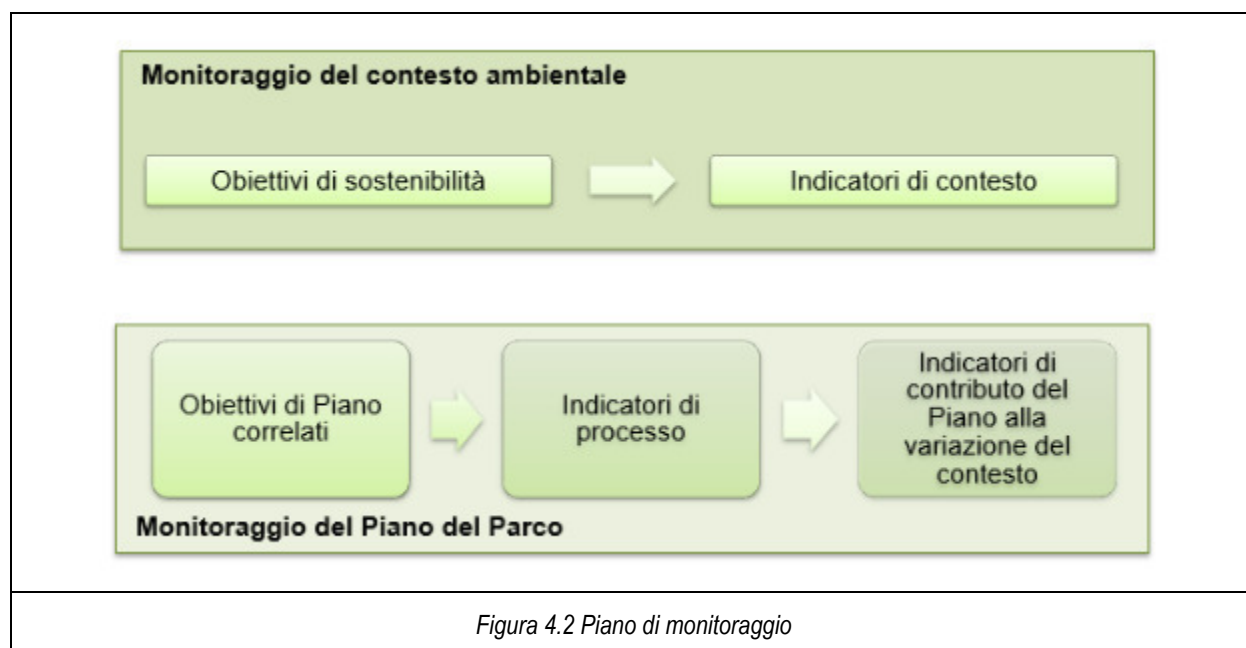 Monitoraggio del contesto ambientale
Obiettivi di sostenibilità
Indicatori di contesto
Obiettivi di Piano
correlati
Indicatori di
processo
Indicatori di
contributo del
Piano alla
variazione del
contesto
Monitoraggio del Piano del Parco
Figura 4.2 Piano di monitoraggio